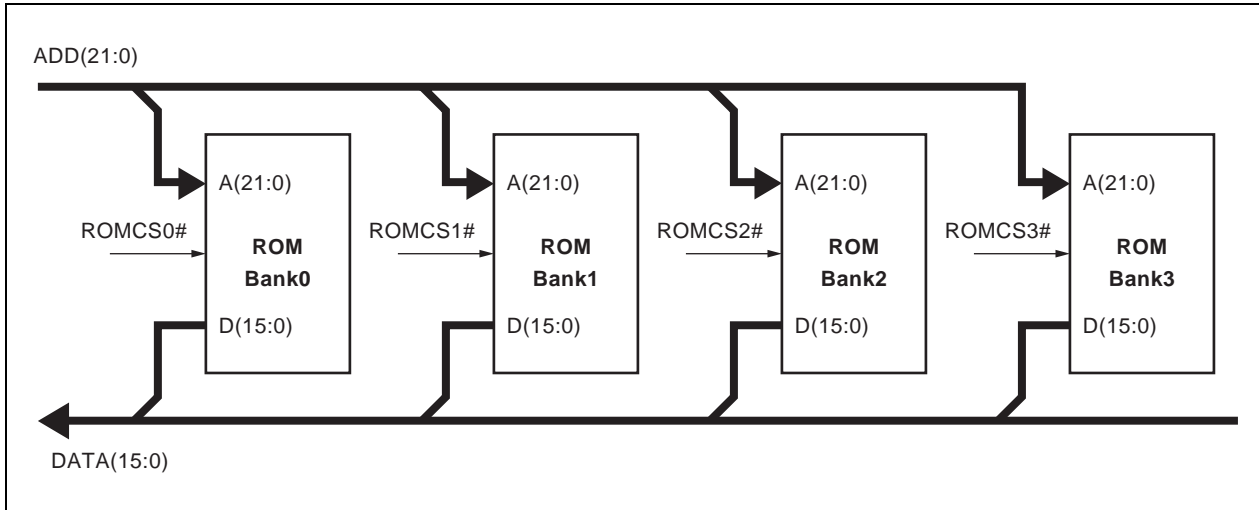 ADD(21:0)
A(21:0)
A(21:0)
A(21:0)
A(21:0)
ROMCS0#
ROMCS1#
ROMCS2#
ROMCS3#
ROM
Bank0
ROM
Bank1
ROM
Bank2
ROM
Bank3
D(15:0)
D(15:0)
D(15:0)
D(15:0)
DATA(15:0)